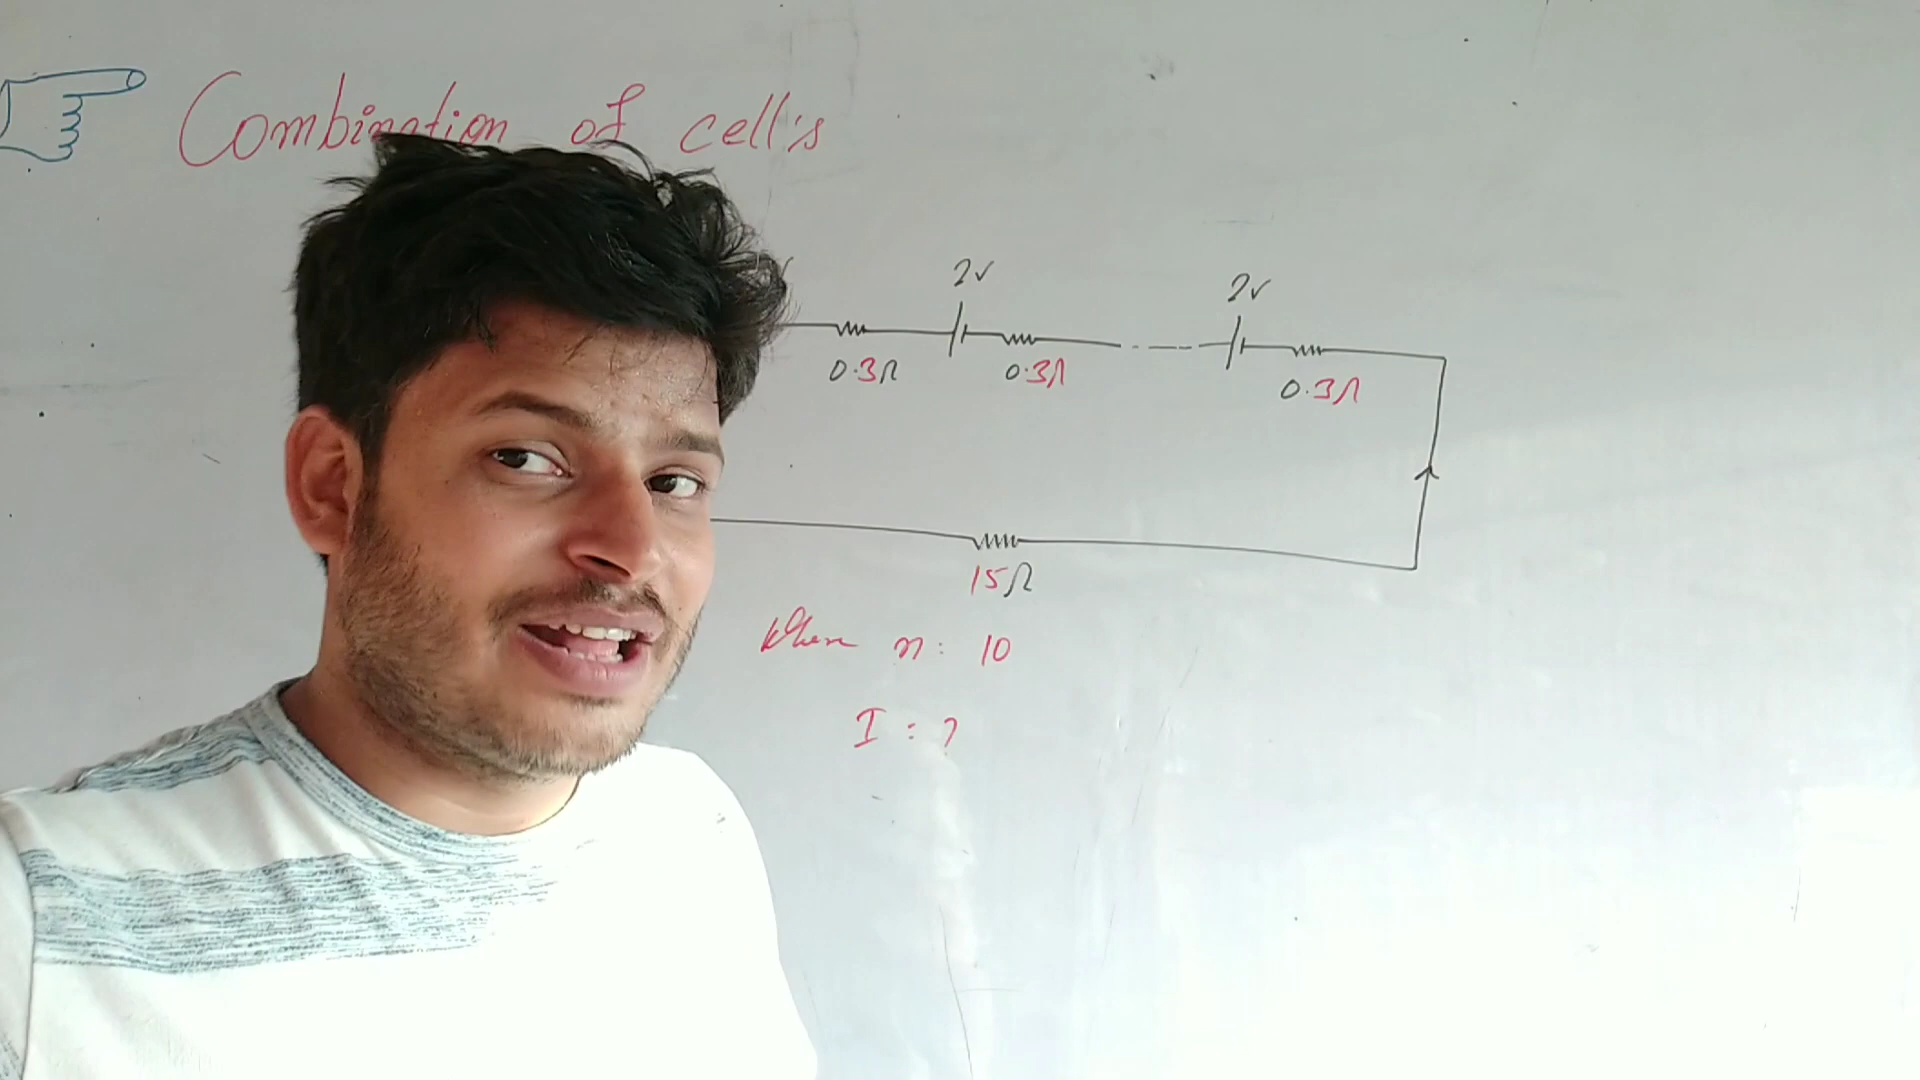 Combination of cell's
2v 2v
0.3Ω 0.3Ω 0.3Ω
15Ω
When n: 10
I : ?